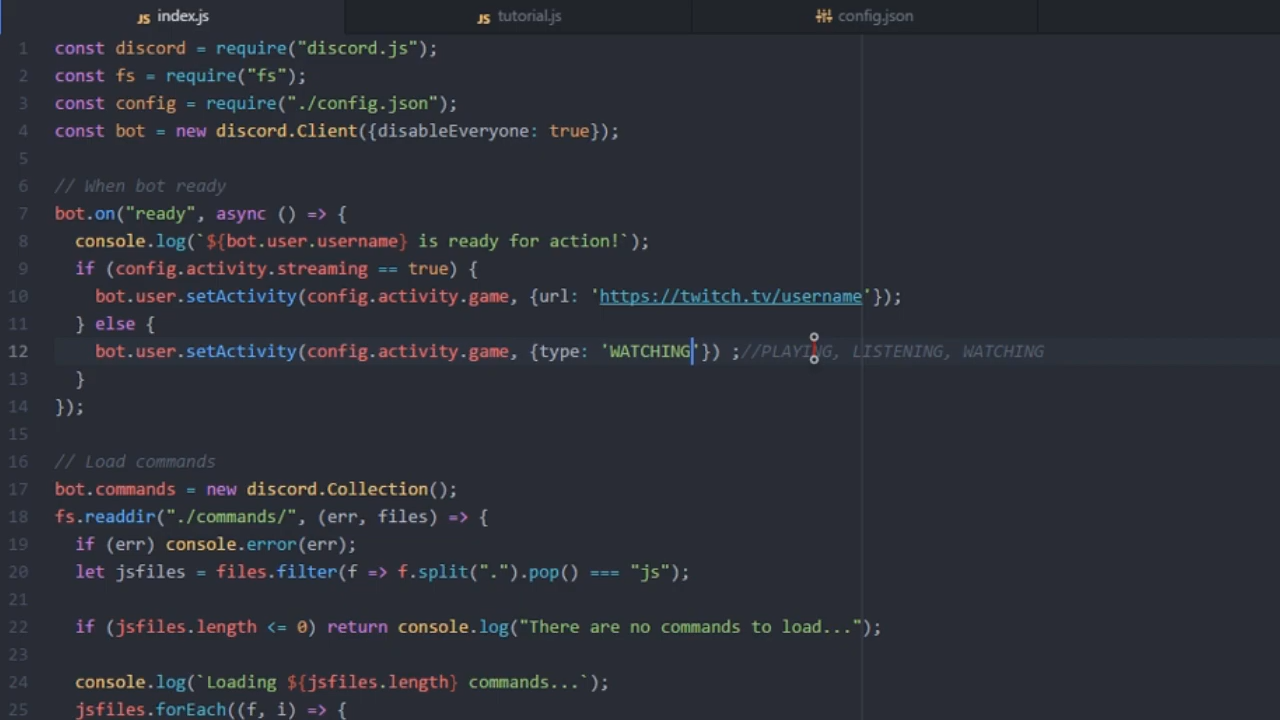 index.js
tutorial.js
config.json
1 const discord = require("discord.js");
2 const fs = require("fs");
3 const config = require("./config.json");
4 const bot = new discord.Client({disableEveryone: true});
5
6 // When bot ready
7 bot.on("ready", async () => {
8 console.log(`${bot.user.username} is ready for action!`);
9 if (config.activity.streaming == true) {
10 bot.user.setActivity(config.activity.game, {url: 'https://twitch.tv/username'});
11 } else {
12 bot.user.setActivity(config.activity.game, {type: 'WATCHING'}) ;//PLAYING, LISTENING, WATCHING
13 }
14 });
15
16 // Load commands
17 bot.commands = new discord.Collection();
18 fs.readdir("./commands/", (err, files) => {
19 if (err) console.error(err);
20 let jsfiles = files.filter(f => f.split(".").pop() === "js");
21
22 if (jsfiles.length <= 0) return console.log("There are no commands to load...");
23
24 console.log(`Loading ${jsfiles.length} commands...`);
25 jsfiles.forEach((f, i) => {